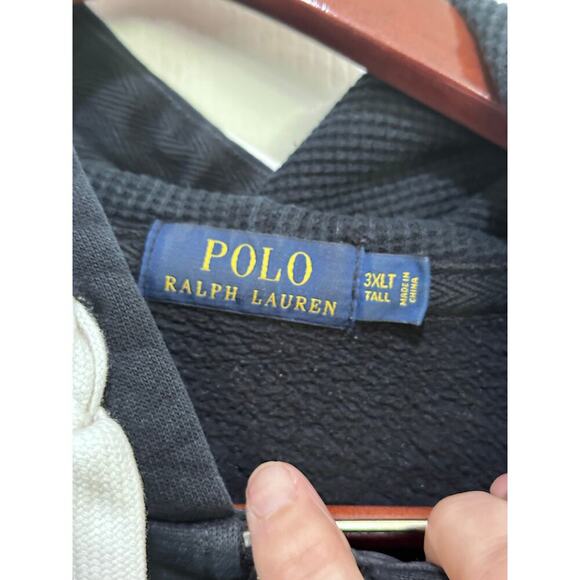 POLO
RALPH LAUREN
3XLT
TALL
MADE IN
CHINA